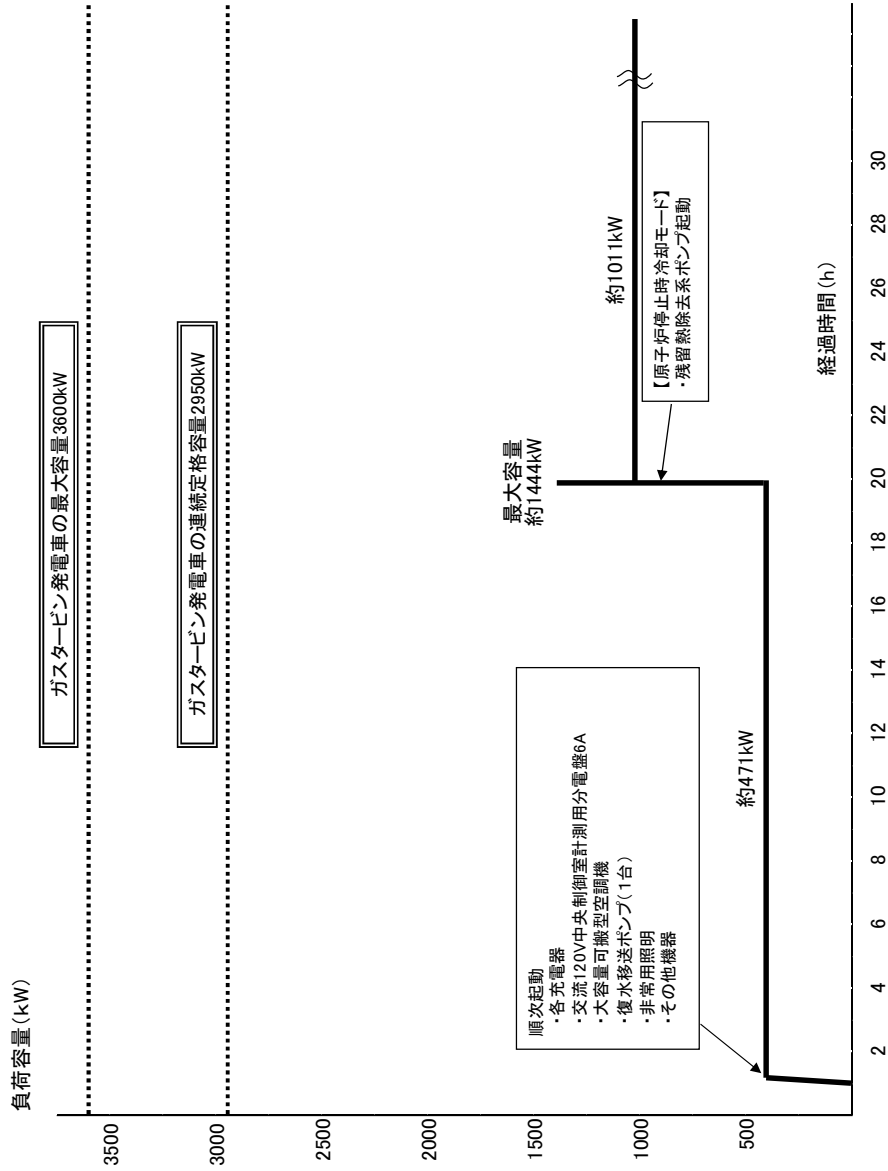 負荷容量(kW)
3500
3000
2500
2000
1500
1000
500
ガスタービン発電車の最大容量3600kW
ガスタービン発電車の連続定格容量2950kW
最大容量
約1444kW
約1011kW
【原子炉停止時冷却モード】
・残留熱除去系ポンプ起動
約471kW
順次起動
・各充電器
・交流120V中央制御室計測用分電盤6A
・大容量可搬型空調機
・復水移送ポンプ(1台)
・非常用照明
・その他機器
2
4
6
8
10
12
14
16
18
20
22
24
26
28
30
経過時間(h)